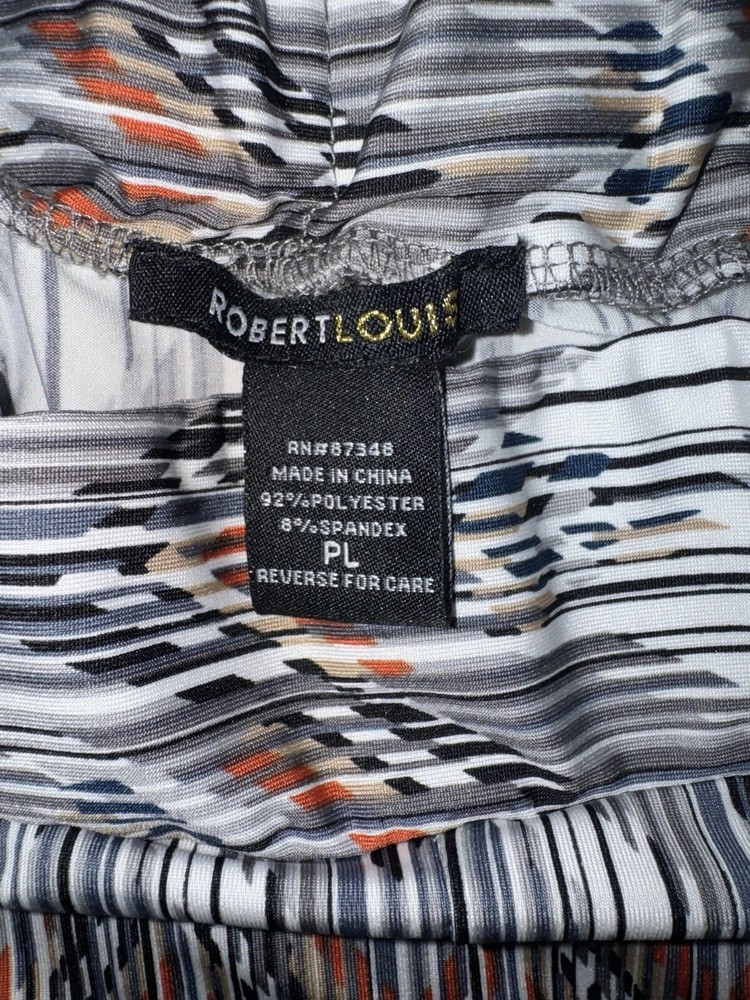 ROBERTLOUIS
RN#87348
MADE IN CHINA
92%POLYESTER
8%SPANDEX
PL
REVERSE FOR CARE